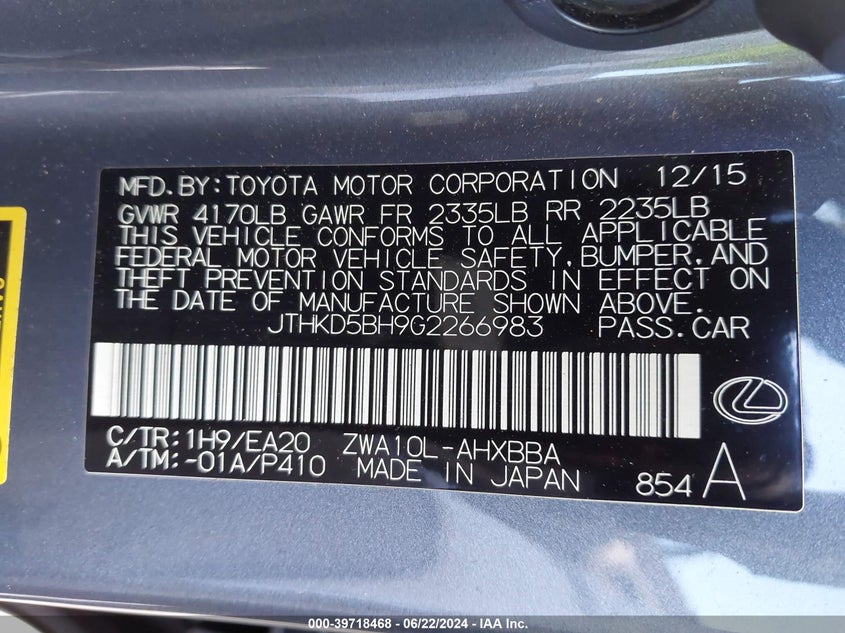 MFD.BY:TOYOTA MOTOR CORPORATION 12/15
GVWR 4170LB GAWR FR 2335LB RR 2235LB
THIS VEHICLE CONFORMS TO ALL APPLICABLE
FEDERAL MOTOR VEHICLE SAFETY,BUMPER,AND
THEFT PREVENTION STANDARDS IN EFFECT ON
THE DATE OF MANUFACTURE SHOWN ABOVE.
JTHKD5BH9G2266983 PASS.CAR
C/TR:1H9/EA20 ZWA10L-AHXBBA
A/TM:-01A/P410 MADE IN JAPAN
854 A
000-39718468 - 06/22/2024 - IAA Inc.